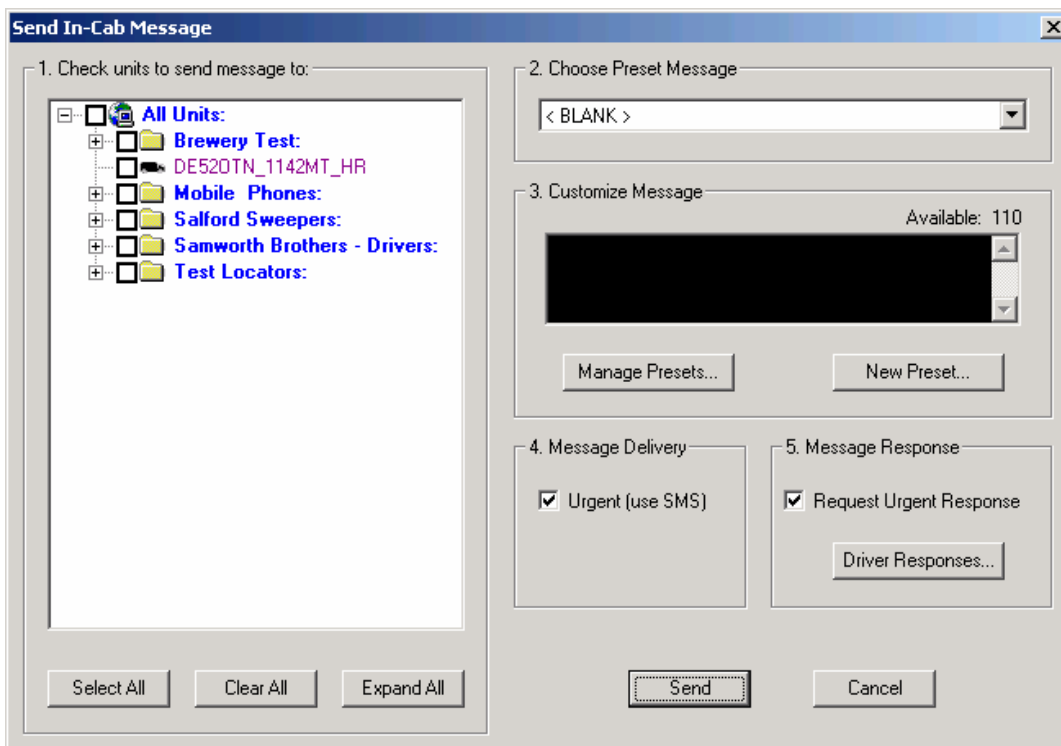 Send In-Cab Message
1. Check units to send message to:
All Units:
Brewery Test:
DE52OTN_1142MT_HR
Mobile  Phones:
Salford Sweepers:
Samworth Brothers - Drivers:
Test Locators:
Select All
Clear All
Expand All
2. Choose Preset Message
< BLANK >
3. Customize Message
Available: 110
Manage Presets...
New Preset...
4. Message Delivery
Urgent (use SMS)
5. Message Response
Request Urgent Response
Driver Responses...
Send
Cancel